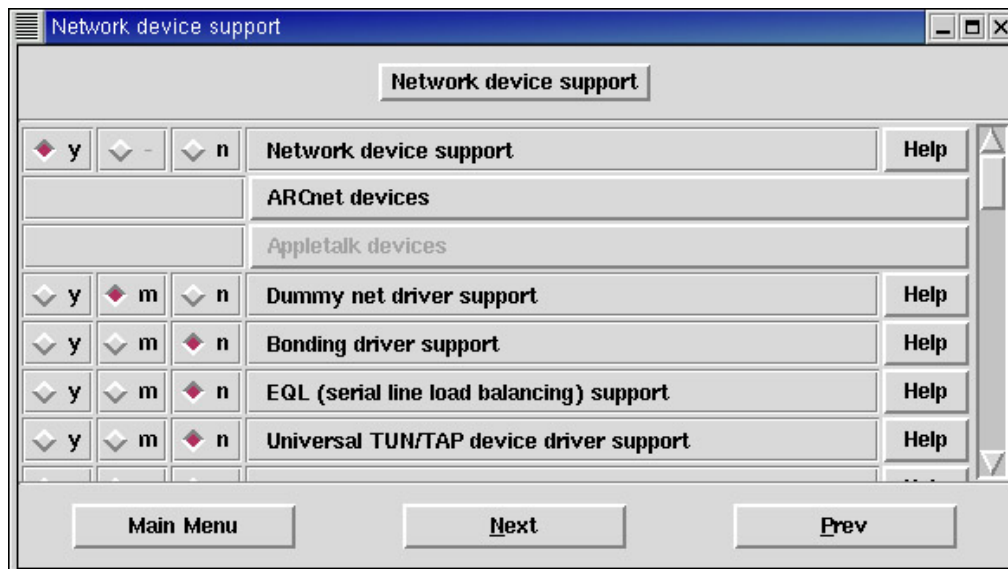 Network device support
Network device support
y - n Network device support Help
ARCnet devices
Appletalk devices
y m n Dummy net driver support Help
y m n Bonding driver support Help
y m n EQL (serial line load balancing) support Help
y m n Universal TUN/TAP device driver support Help
Main Menu Next Prev